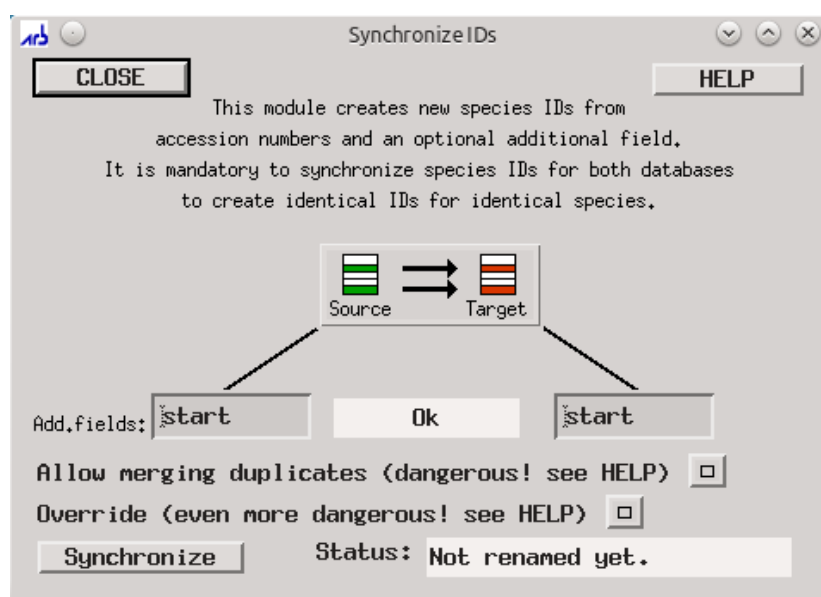 arb
Synchronize IDs
CLOSE
HELP
This module creates new species IDs from
accession numbers and an optional additional field.
It is mandatory to synchronize species IDs for both databases
to create identical IDs for identical species.
Source
Target
Add.fields:
start
Ok
start
Allow merging duplicates (dangerous! see HELP)
Override (even more dangerous! see HELP)
Synchronize
Status:
Not renamed yet.